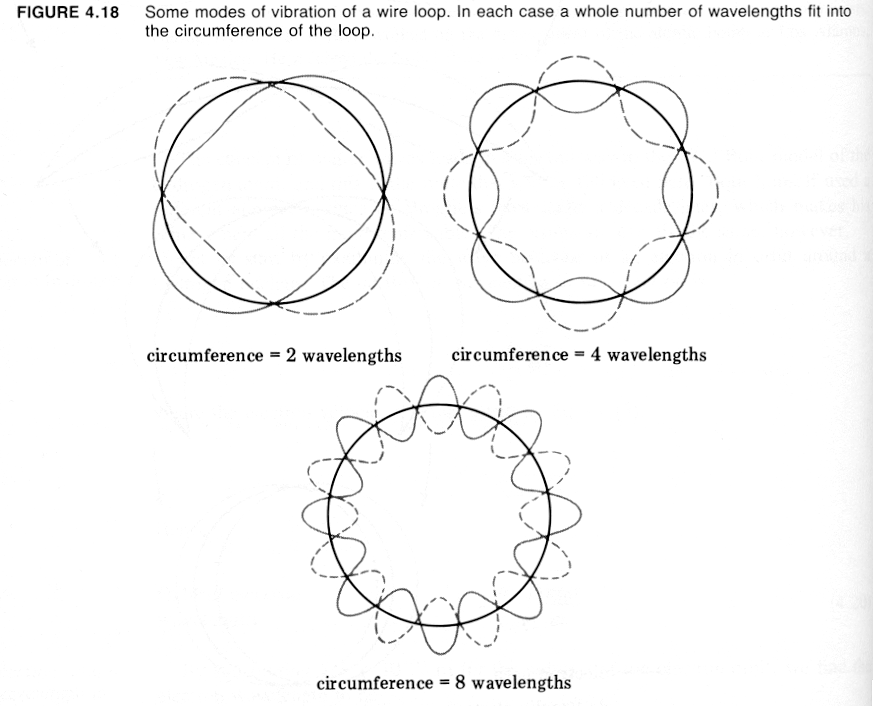 FIGURE 4.18 Some modes of vibration of a wire loop. In each case a whole number of wavelengths fit into
the circumference of the loop.
circumference = 2 wavelengths
circumference = 4 wavelengths
circumference = 8 wavelengths